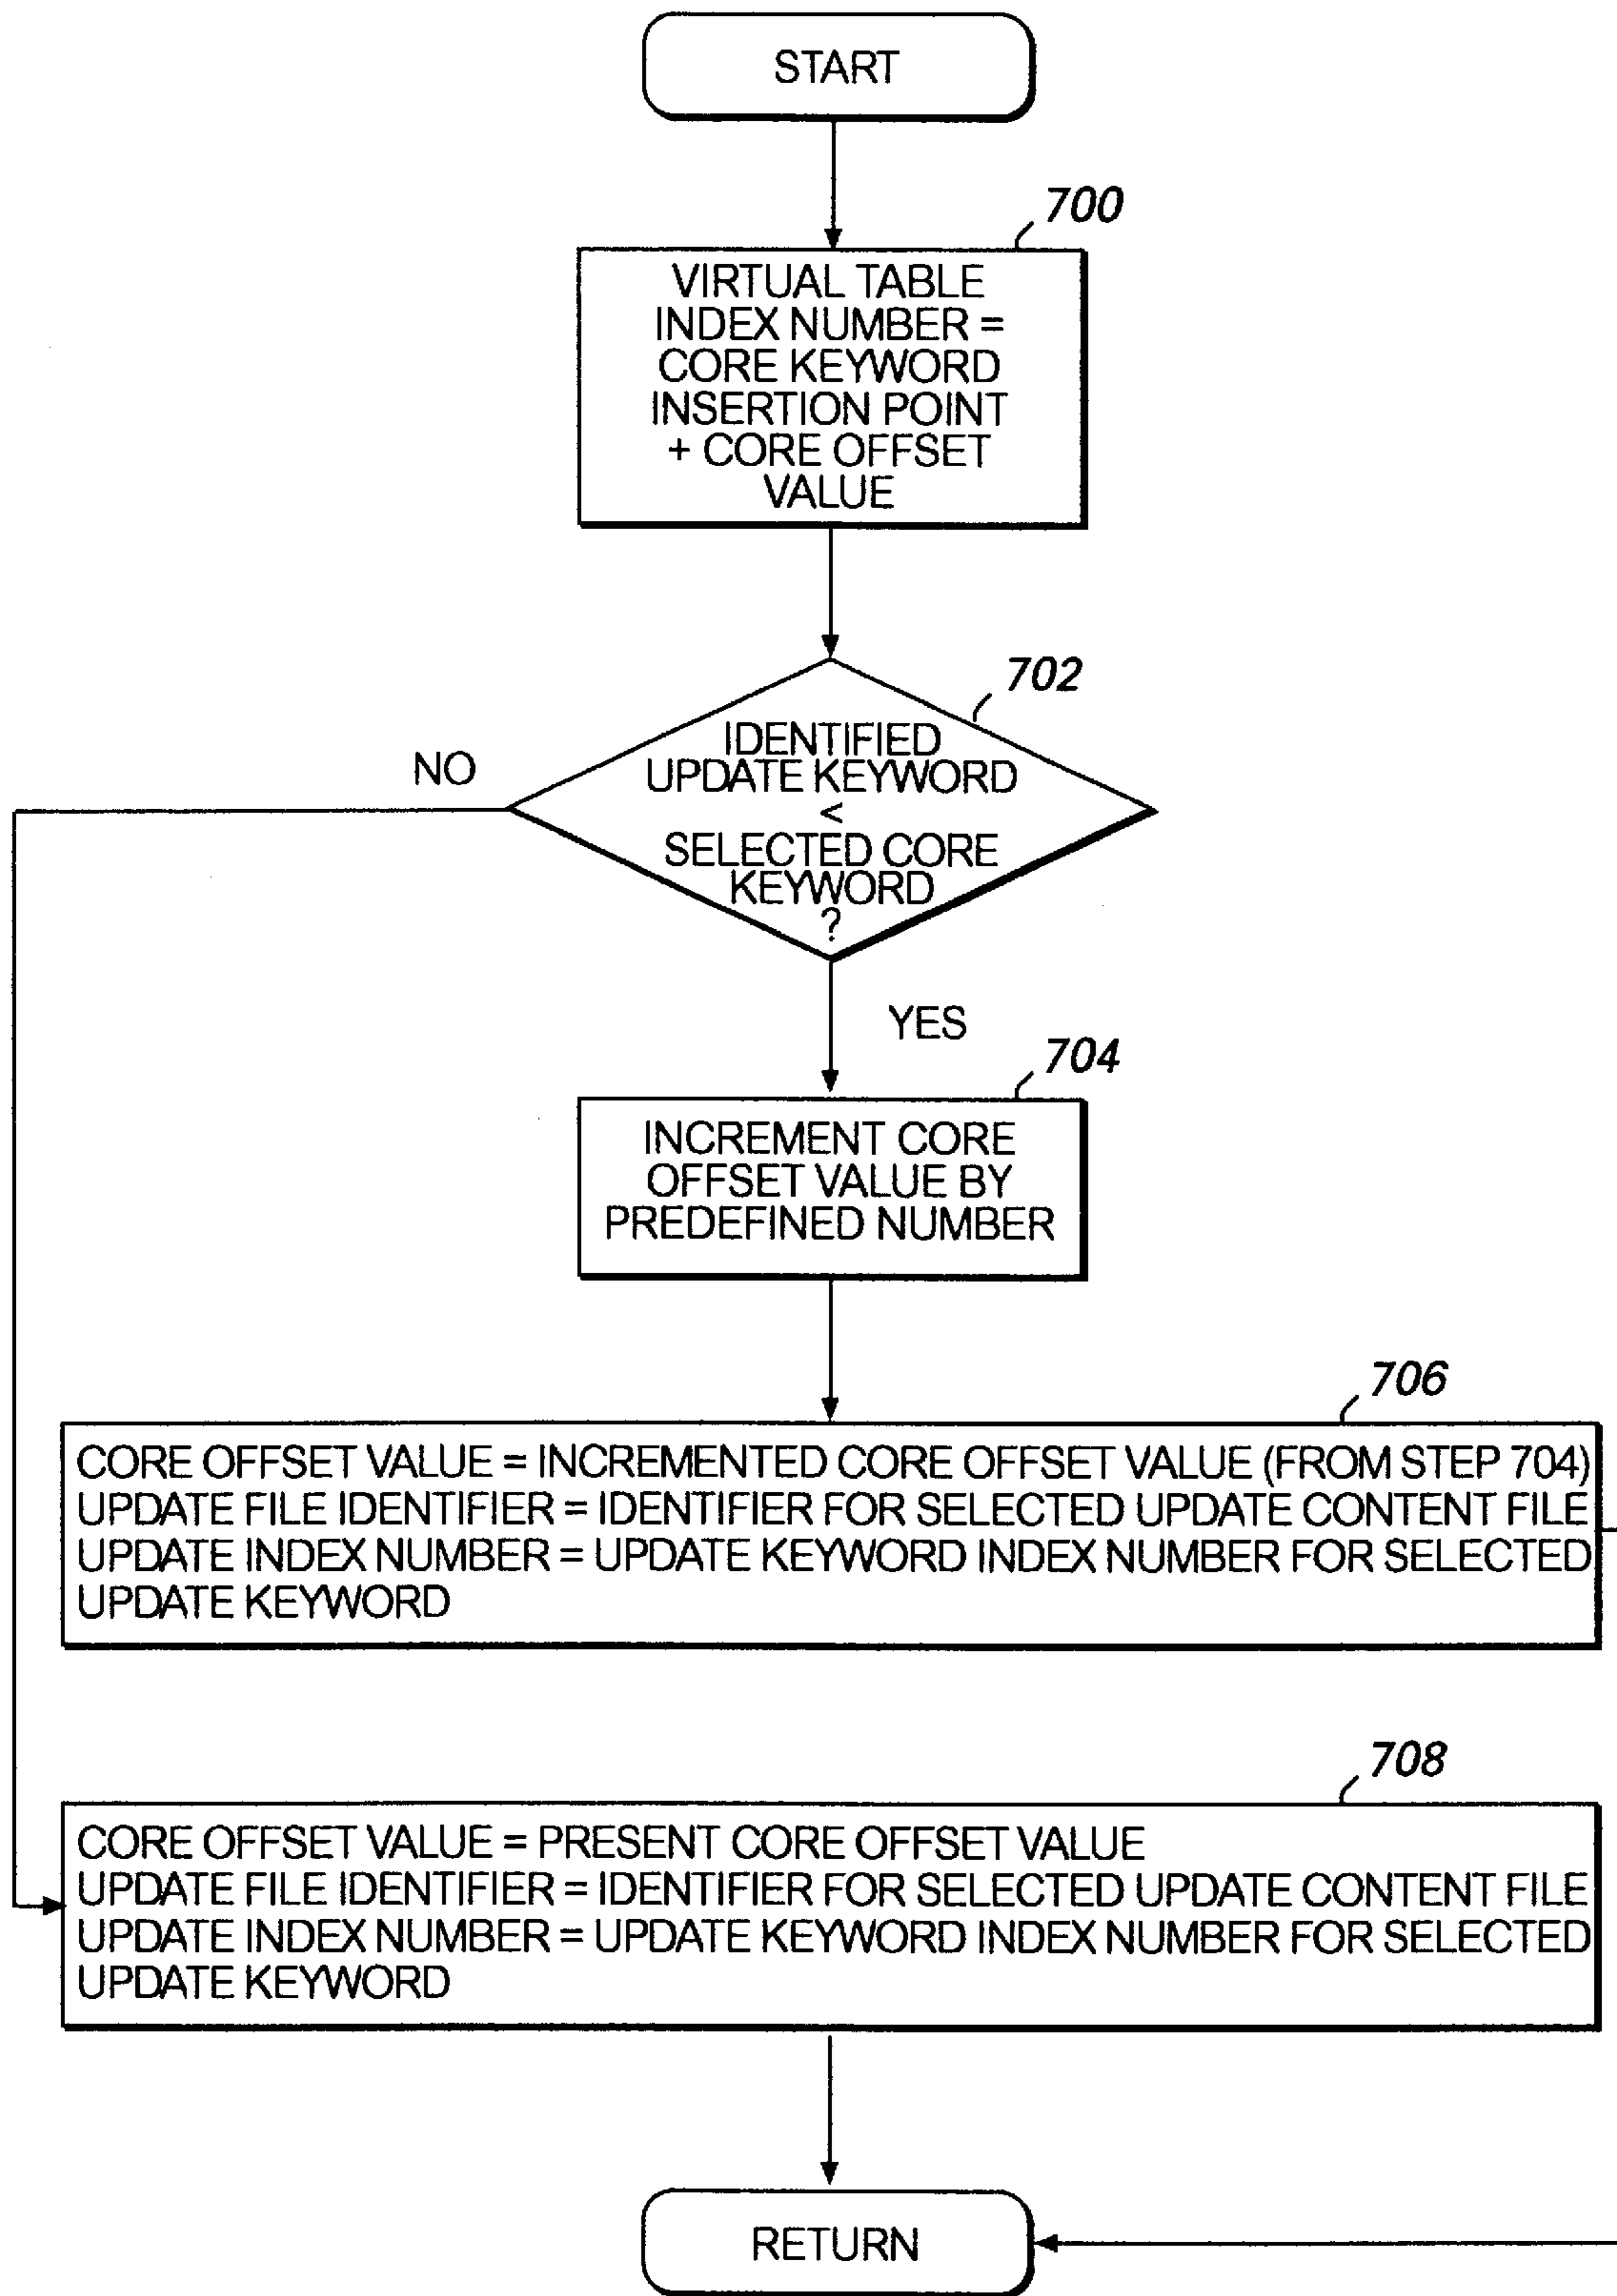 START
700
VIRTUAL TABLE
INDEX NUMBER =
CORE KEYWORD
INSERTION POINT
+ CORE OFFSET
VALUE
702
IDENTIFIED
UPDATE KEYWORD
<
SELECTED CORE
KEYWORD
?
NO
YES
704
INCREMENT CORE
OFFSET VALUE BY
PREDEFINED NUMBER
706
CORE OFFSET VALUE = INCREMENTED CORE OFFSET VALUE (FROM STEP 704)
UPDATE FILE IDENTIFIER = IDENTIFIER FOR SELECTED UPDATE CONTENT FILE
UPDATE INDEX NUMBER = UPDATE KEYWORD INDEX NUMBER FOR SELECTED
UPDATE KEYWORD
708
CORE OFFSET VALUE = PRESENT CORE OFFSET VALUE
UPDATE FILE IDENTIFIER = IDENTIFIER FOR SELECTED UPDATE CONTENT FILE
UPDATE INDEX NUMBER = UPDATE KEYWORD INDEX NUMBER FOR SELECTED
UPDATE KEYWORD
RETURN